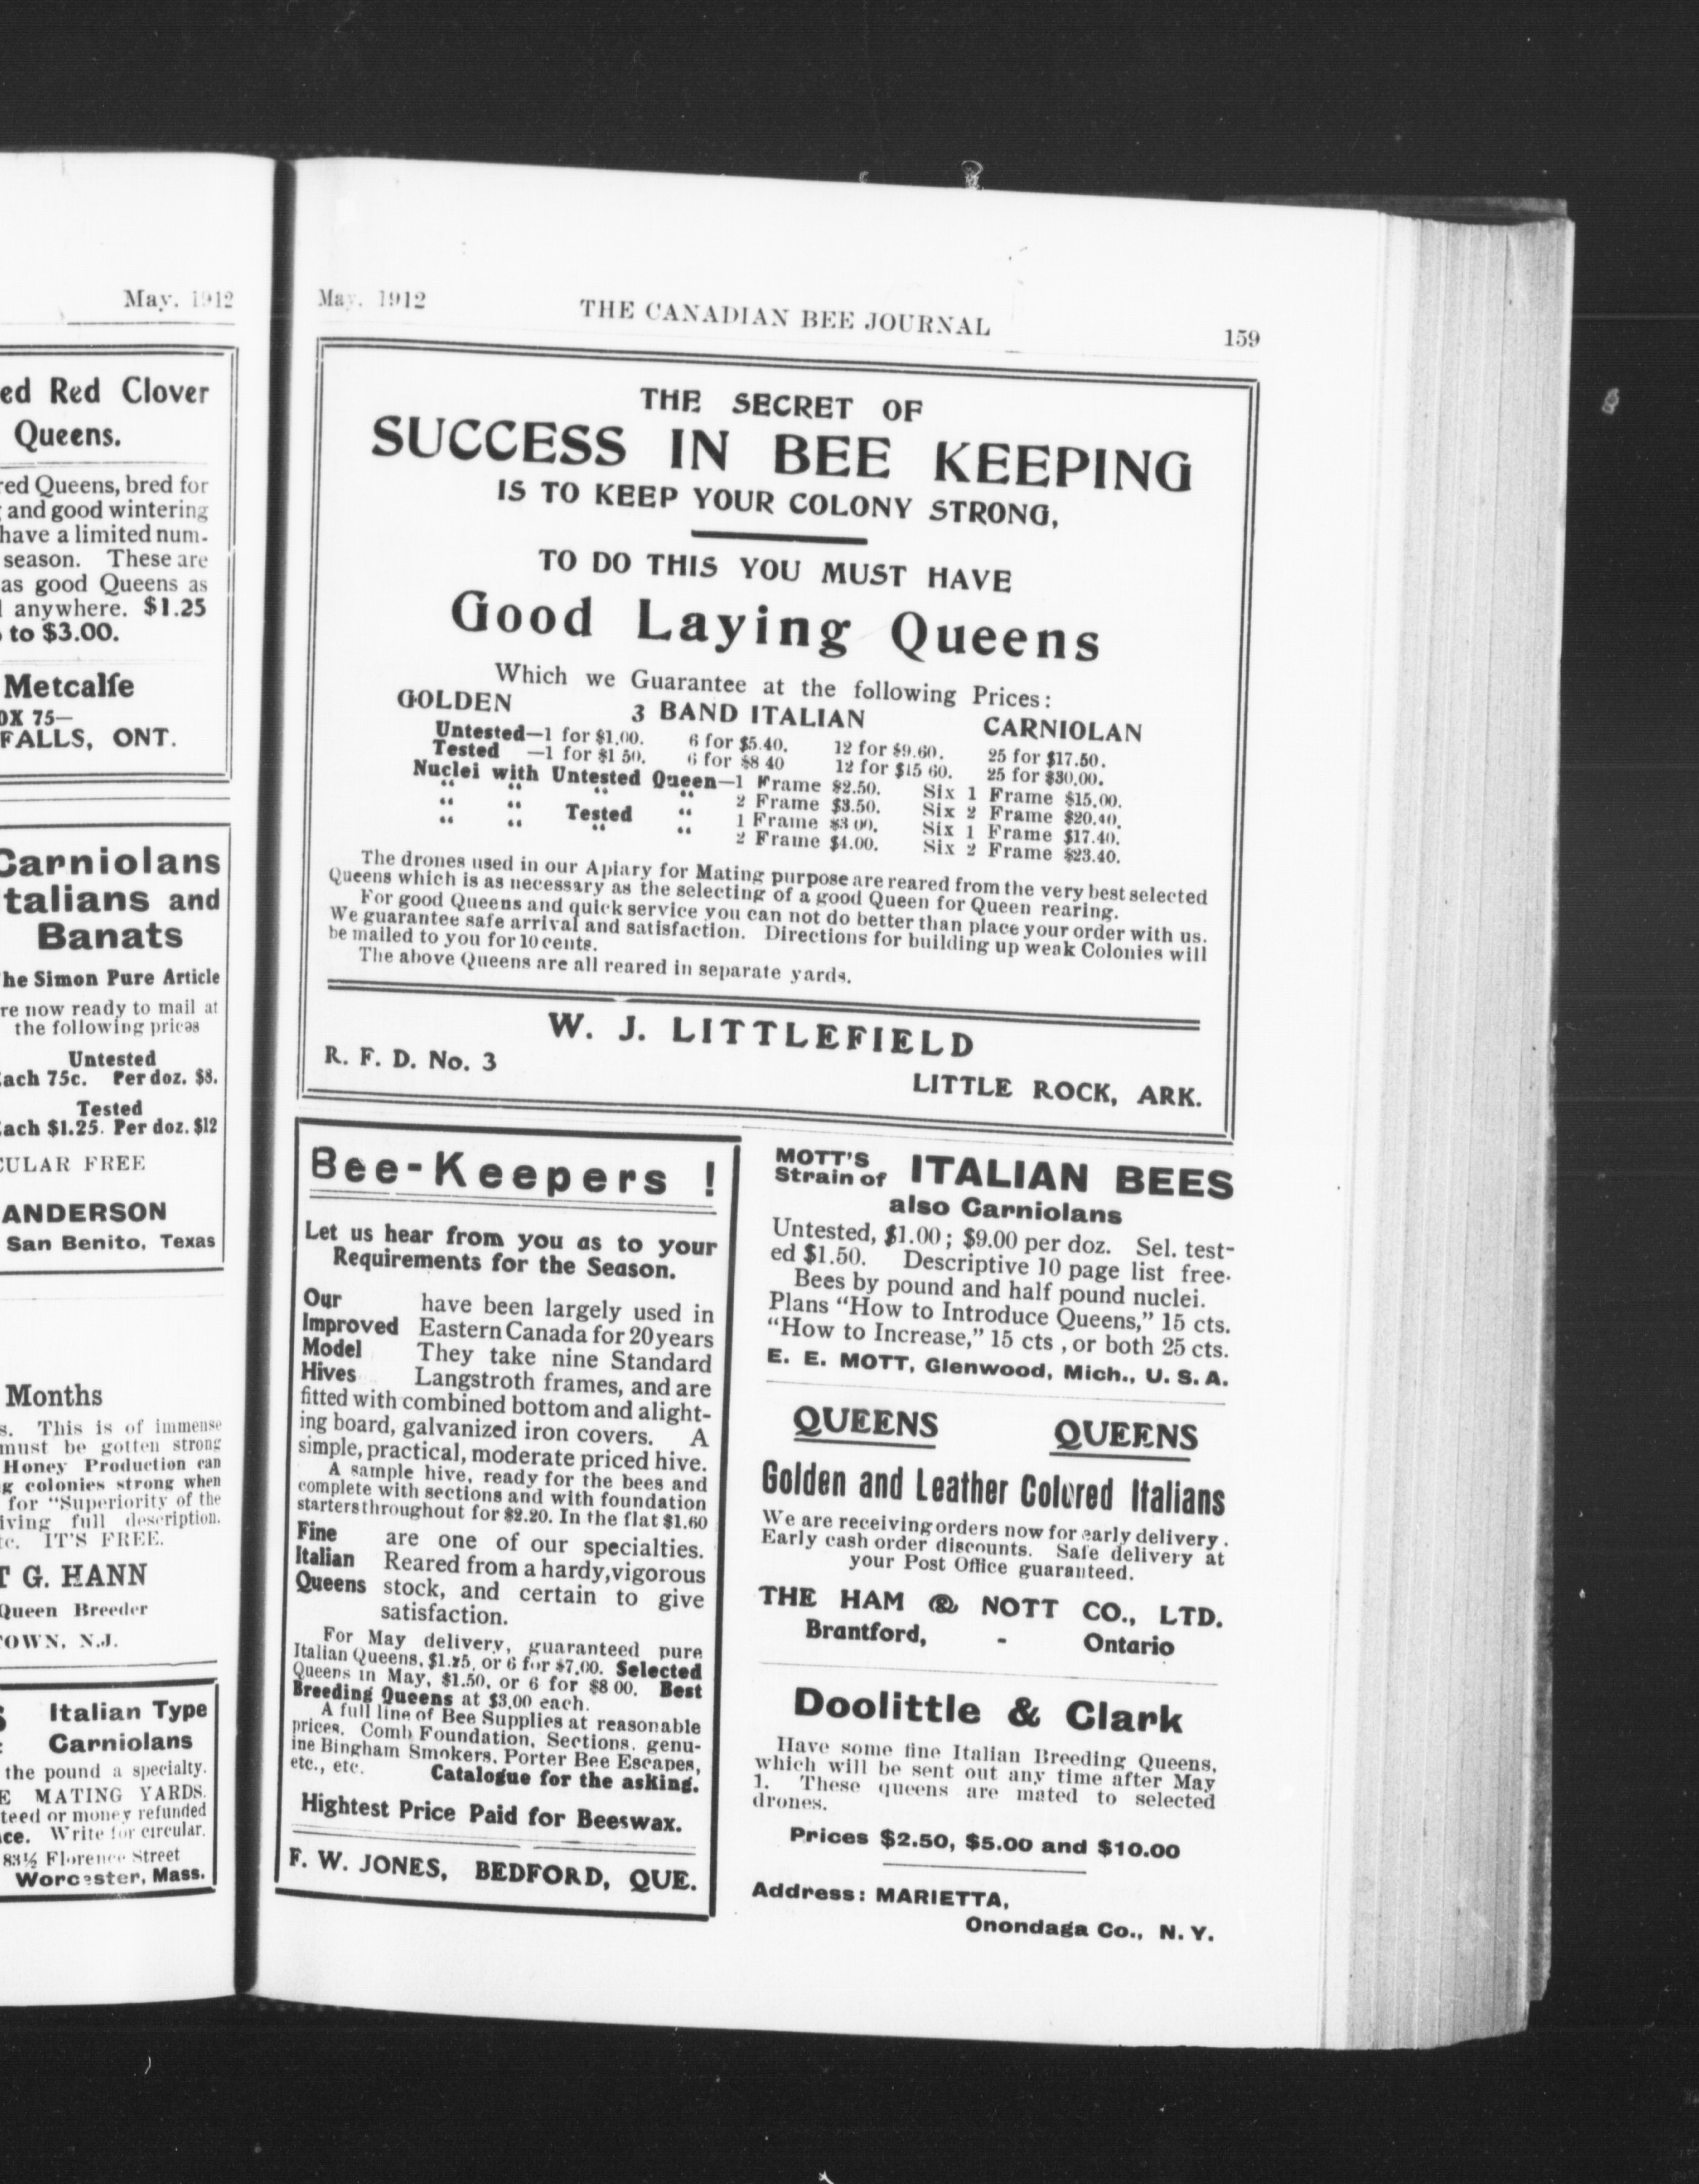 May, 1912
ed Red Clover
Queens.
red Queens, bred for
and good wintering
have a limited num-
season. These are
as good Queens as
anywhere. $1.25
to $3.00.
Metcalfe
OX 75—
FALLS, ONT.
Carniolans
talians and
Banats
he Simon Pure Article
re now ready to mail at
the following prices
Untested
Each 75c. Per doz. $8.
Tested
Each $1.25. Per doz. $12
CULAR FREE
ANDERSON
San Benito, Texas
Months
s. This is of immense
must be gotten strong
Honey Production can
g colonies strong when
for "Superiority of the
iving full description.
tc. IT'S FREE.
T G. HANN
Queen Breeder
TOWN, N.J.
Italian Type
Carniolans
the pound a specialty.
E MATING YARDS.
teed or money refunded
ce. Write for circular.
83½ Florence Street
Worcester, Mass.
May, 1912
THE CANADIAN BEE JOURNAL
159
THE SECRET OF
SUCCESS IN BEE KEEPING
IS TO KEEP YOUR COLONY STRONG,
TO DO THIS YOU MUST HAVE
Good Laying Queens
Which we Guarantee at the following Prices:
GOLDEN 3 BAND ITALIAN CARNIOLAN
Untested—1 for $1.00. 6 for $5.40. 12 for $9.60. 25 for $17.50.
Tested —1 for $1 50. 6 for $8 40 12 for $15 60. 25 for $30.00.
Nuclei with Untested Queen—1 Frame $2.50. Six 1 Frame $15.00.
" " " " 2 Frame $3.50. Six 2 Frame $20.40.
" " Tested " 1 Frame $3 00. Six 1 Frame $17.40.
" " " " 2 Frame $4.00. Six 2 Frame $23.40.
The drones used in our Apiary for Mating purpose are reared from the very best selected
Queens which is as necessary as the selecting of a good Queen for Queen rearing.
For good Queens and quick service you can not do better than place your order with us.
We guarantee safe arrival and satisfaction. Directions for building up weak Colonies will
be mailed to you for 10 cents.
The above Queens are all reared in separate yards.
W. J. LITTLEFIELD
R. F. D. No. 3
LITTLE ROCK, ARK.
Bee-Keepers !
Let us hear from you as to your
Requirements for the Season.
Our have been largely used in
Improved Eastern Canada for 20 years
Model They take nine Standard
Hives Langstroth frames, and are
fitted with combined bottom and alight-
ing board, galvanized iron covers. A
simple, practical, moderate priced hive.
A sample hive, ready for the bees and
complete with sections and with foundation
starters throughout for $2.20. In the flat $1.60
Fine are one of our specialties.
Italian Reared from a hardy, vigorous
Queens stock, and certain to give
satisfaction.
For May delivery, guaranteed pure
Italian Queens, $1.25, or 6 for $7.00. Selected
Queens in May, $1.50, or 6 for $8 00. Best
Breeding Queens at $3.00 each.
A full line of Bee Supplies at reasonable
prices. Comb Foundation, Sections, genu-
ine Bingham Smokers, Porter Bee Escapes,
etc., etc. Catalogue for the asking.
Hightest Price Paid for Beeswax.
F. W. JONES, BEDFORD, QUE.
MOTT'S
Strain of ITALIAN BEES
also Carniolans
Untested, $1.00; $9.00 per doz. Sel. test-
ed $1.50. Descriptive 10 page list free.
Bees by pound and half pound nuclei.
Plans "How to Introduce Queens," 15 cts.
"How to Increase," 15 cts , or both 25 cts.
E. E. MOTT, Glenwood, Mich., U. S. A.
QUEENS QUEENS
Golden and Leather Colored Italians
We are receiving orders now for early delivery.
Early cash order discounts. Safe delivery at
your Post Office guaranteed.
THE HAM & NOTT CO., LTD.
Brantford, - Ontario
Doolittle & Clark
Have some fine Italian Breeding Queens,
which will be sent out any time after May
1. These queens are mated to selected
drones.
Prices $2.50, $5.00 and $10.00
Address: MARIETTA,
Onondaga Co., N. Y.